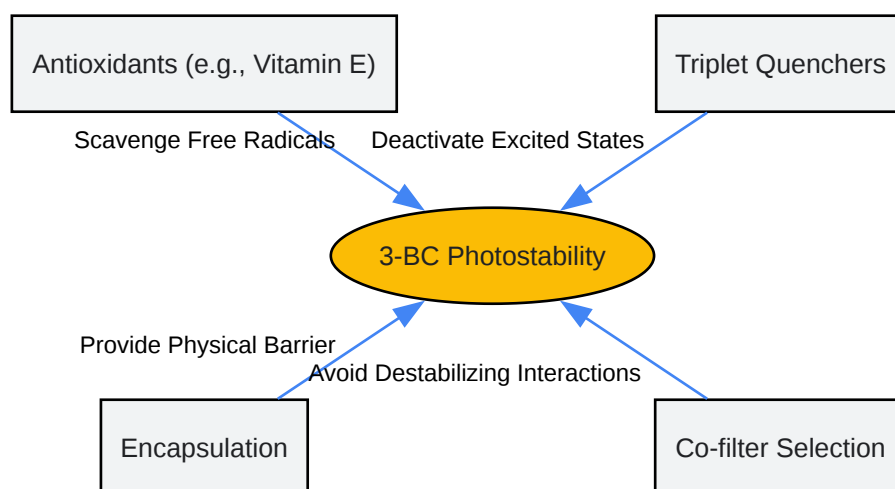 Antioxidants (e.g., Vitamin E)
Triplet Quenchers
Scavenge Free Radicals
Deactivate Excited States
3-BC Photostability
Provide Physical Barrier
Avoid Destabilizing Interactions
Encapsulation
Co-filter Selection